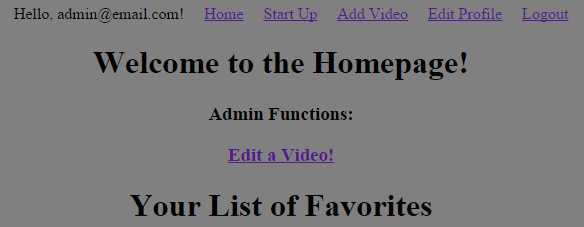 Hello, admin@email.com! Home Start Up Add Video Edit Profile Logout
Welcome to the Homepage!
Admin Functions:
Edit a Video!
Your List of Favorites